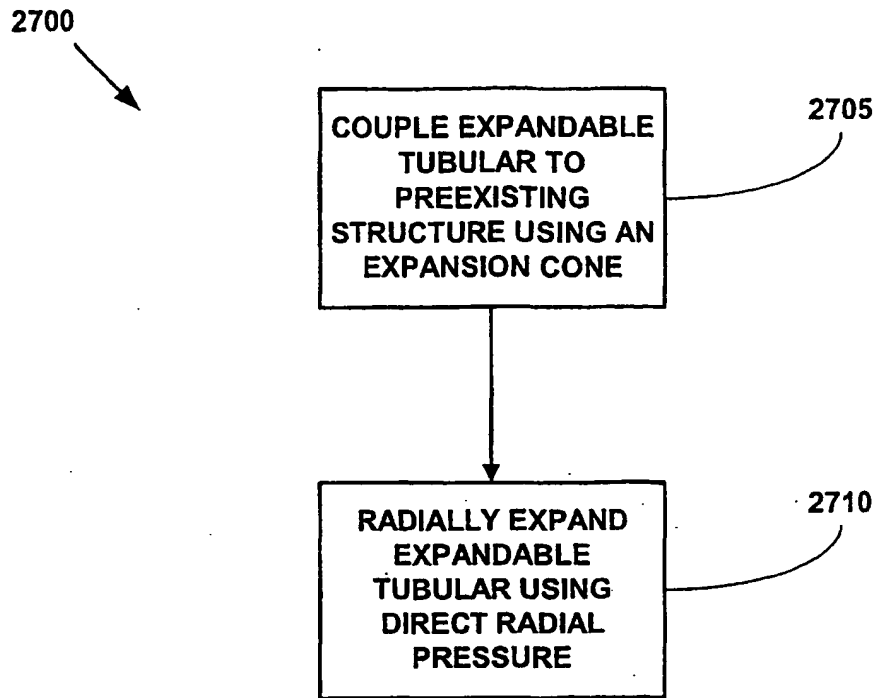 2700
COUPLE EXPANDABLE
TUBULAR TO
PREEXISTING
STRUCTURE USING AN
EXPANSION CONE
2705
RADIALLY EXPAND
EXPANDABLE
TUBULAR USING
DIRECT RADIAL
PRESSURE
2710